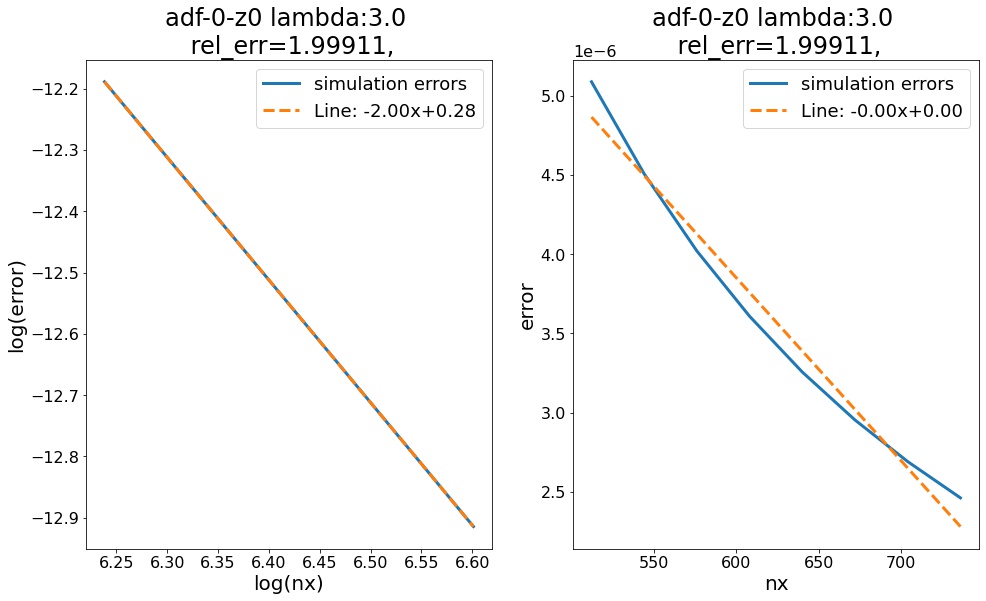 adf-0-z0 lambda:3.0
rel_err=1.99911,
simulation errors
Line: -2.00x+0.28
−12.2
−12.3
−12.4
−12.5
−12.6
−12.7
−12.8
−12.9
log(error)
6.25
6.30
6.35
6.40
6.45
6.50
6.55
6.60
log(nx)
adf-0-z0 lambda:3.0
rel_err=1.99911,
1e−6
simulation errors
Line: -0.00x+0.00
5.0
4.5
4.0
3.5
3.0
2.5
error
550
600
650
700
nx